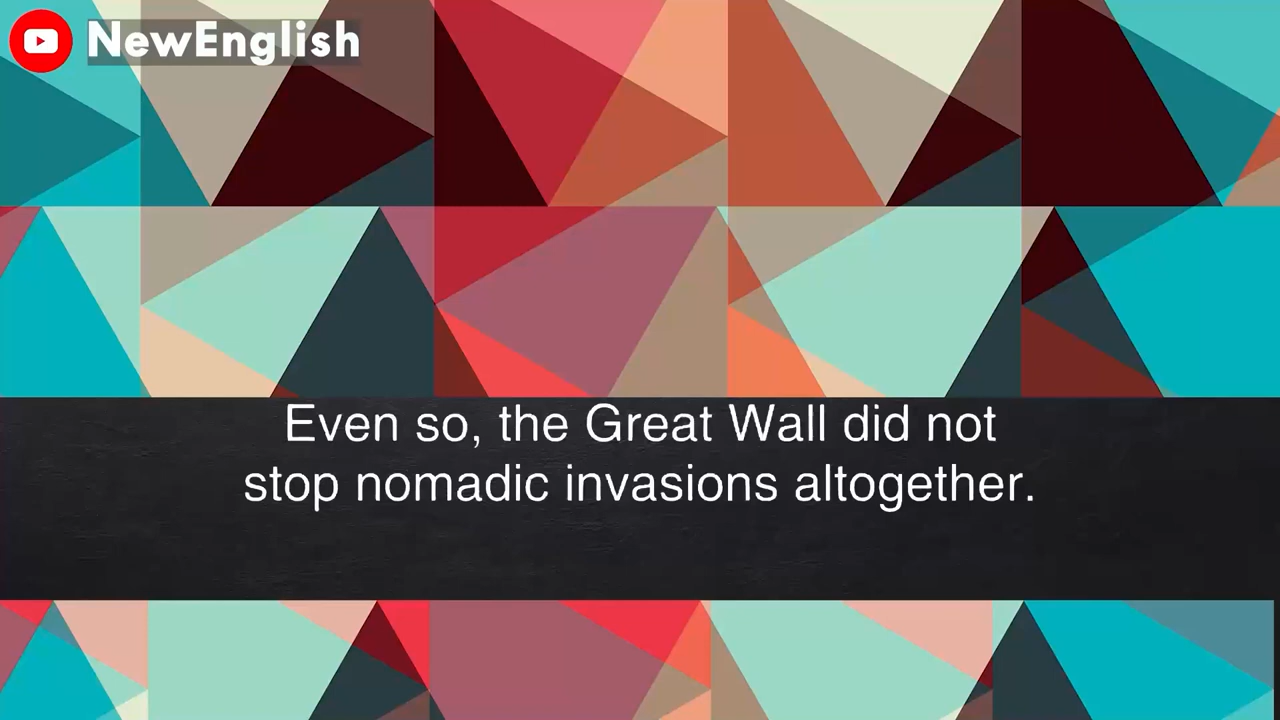 NewEnglish
Even so, the Great Wall did not
stop nomadic invasions altogether.